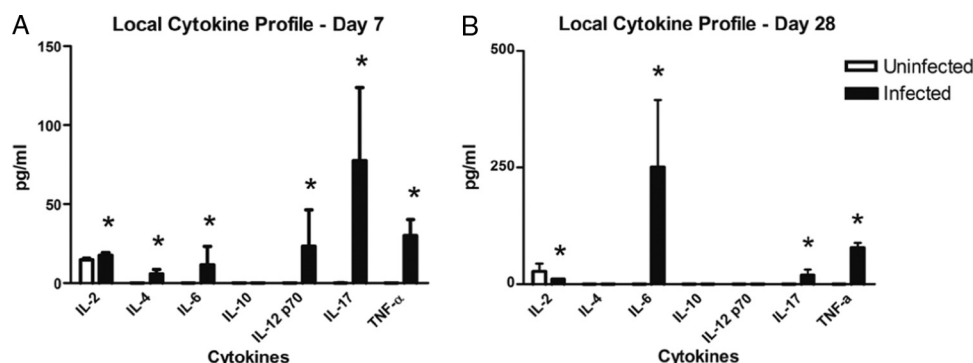 A
Local Cytokine Profile - Day 7
150
100
50
0
pg/ml
*
*
*
*
*
*
IL-2
IL-4
IL-6
IL-10
IL-12 p70
IL-17
TNF-α
Cytokines
B
Local Cytokine Profile - Day 28
500
250
0
pg/ml
*
*
*
*
IL-2
IL-4
IL-6
IL-10
IL-12 p70
IL-17
TNF-a
Cytokines
Uninfected
Infected